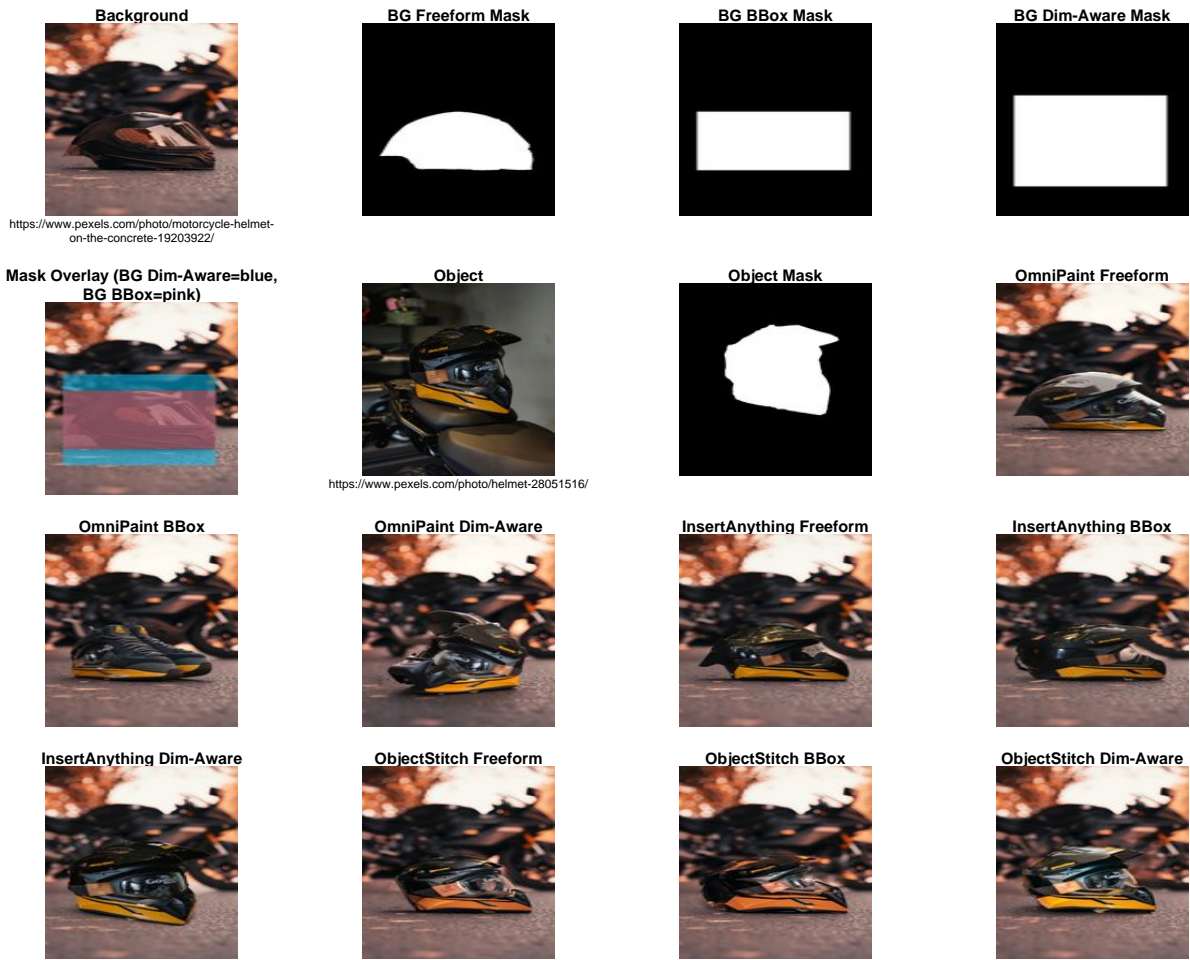 Background
BG Freeform Mask
BG BBox Mask
BG Dim-Aware Mask
https://www.pexels.com/photo/motorcycle-helmet-
on-the-concrete-19203922/
Mask Overlay (BG Dim-Aware=blue,
BG BBox=pink)
Object
Object Mask
OmniPaint Freeform
https://www.pexels.com/photo/helmet-28051516/
OmniPaint BBox
OmniPaint Dim-Aware
InsertAnything Freeform
InsertAnything BBox
InsertAnything Dim-Aware
ObjectStitch Freeform
ObjectStitch BBox
ObjectStitch Dim-Aware